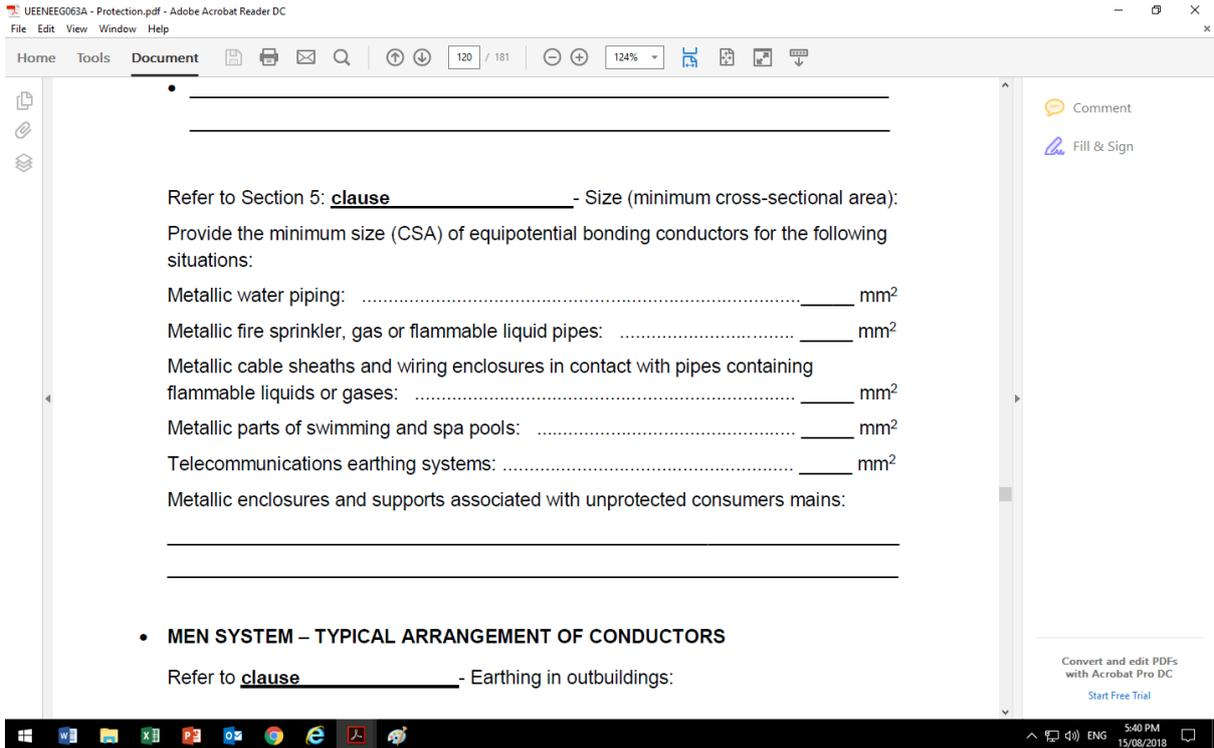 UEENEEG063A - Protection.pdf - Adobe Acrobat Reader DC
File Edit View Window Help
Home Tools Document 120 / 181 124%
•
Comment
Fill & Sign
Refer to Section 5: clause - Size (minimum cross-sectional area):
Provide the minimum size (CSA) of equipotential bonding conductors for the following
situations:
Metallic water piping: ...................................................................................._____ mm²
Metallic fire sprinkler, gas or flammable liquid pipes: ................................. _____ mm²
Metallic cable sheaths and wiring enclosures in contact with pipes containing
flammable liquids or gases: ........................................................................ _____ mm²
Metallic parts of swimming and spa pools: ................................................. _____ mm²
Telecommunications earthing systems: ....................................................... _____ mm²
Metallic enclosures and supports associated with unprotected consumers mains:
• MEN SYSTEM – TYPICAL ARRANGEMENT OF CONDUCTORS
Refer to clause - Earthing in outbuildings:
Convert and edit PDFs
with Acrobat Pro DC
Start Free Trial
ENG
5:40 PM
15/08/2018